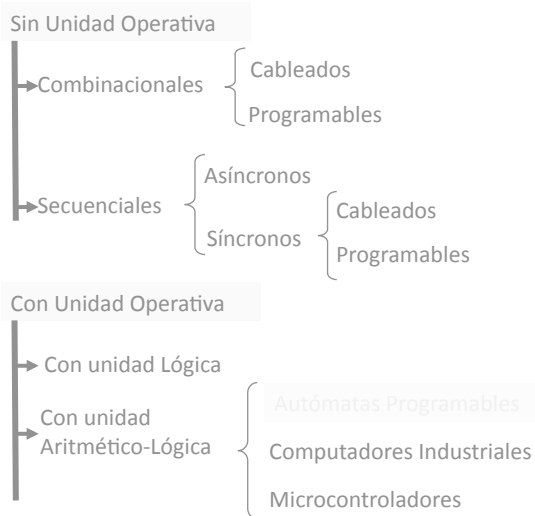 Sin Unidad Operativa
Combinacionales
Cableados
Programables
Secuenciales
Asíncronos
Síncronos
Cableados
Programables
Con Unidad Operativa
Con unidad Lógica
Con unidad
Aritmético-Lógica
Autómatas Programables
Computadores Industriales
Microcontroladores